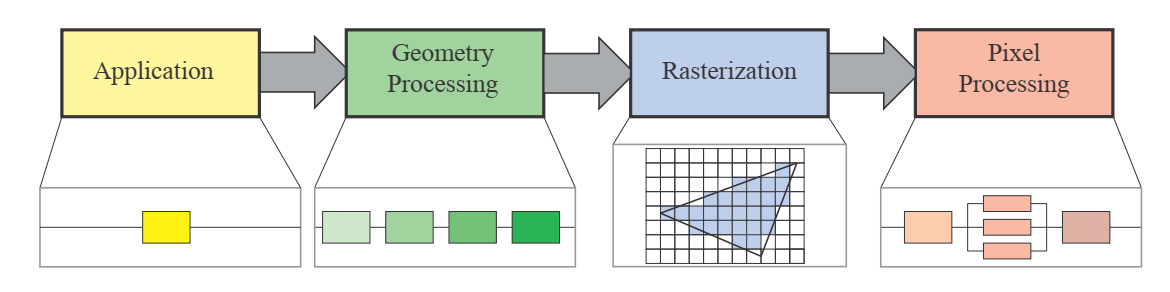 Application
Geometry
Processing
Rasterization
Pixel
Processing